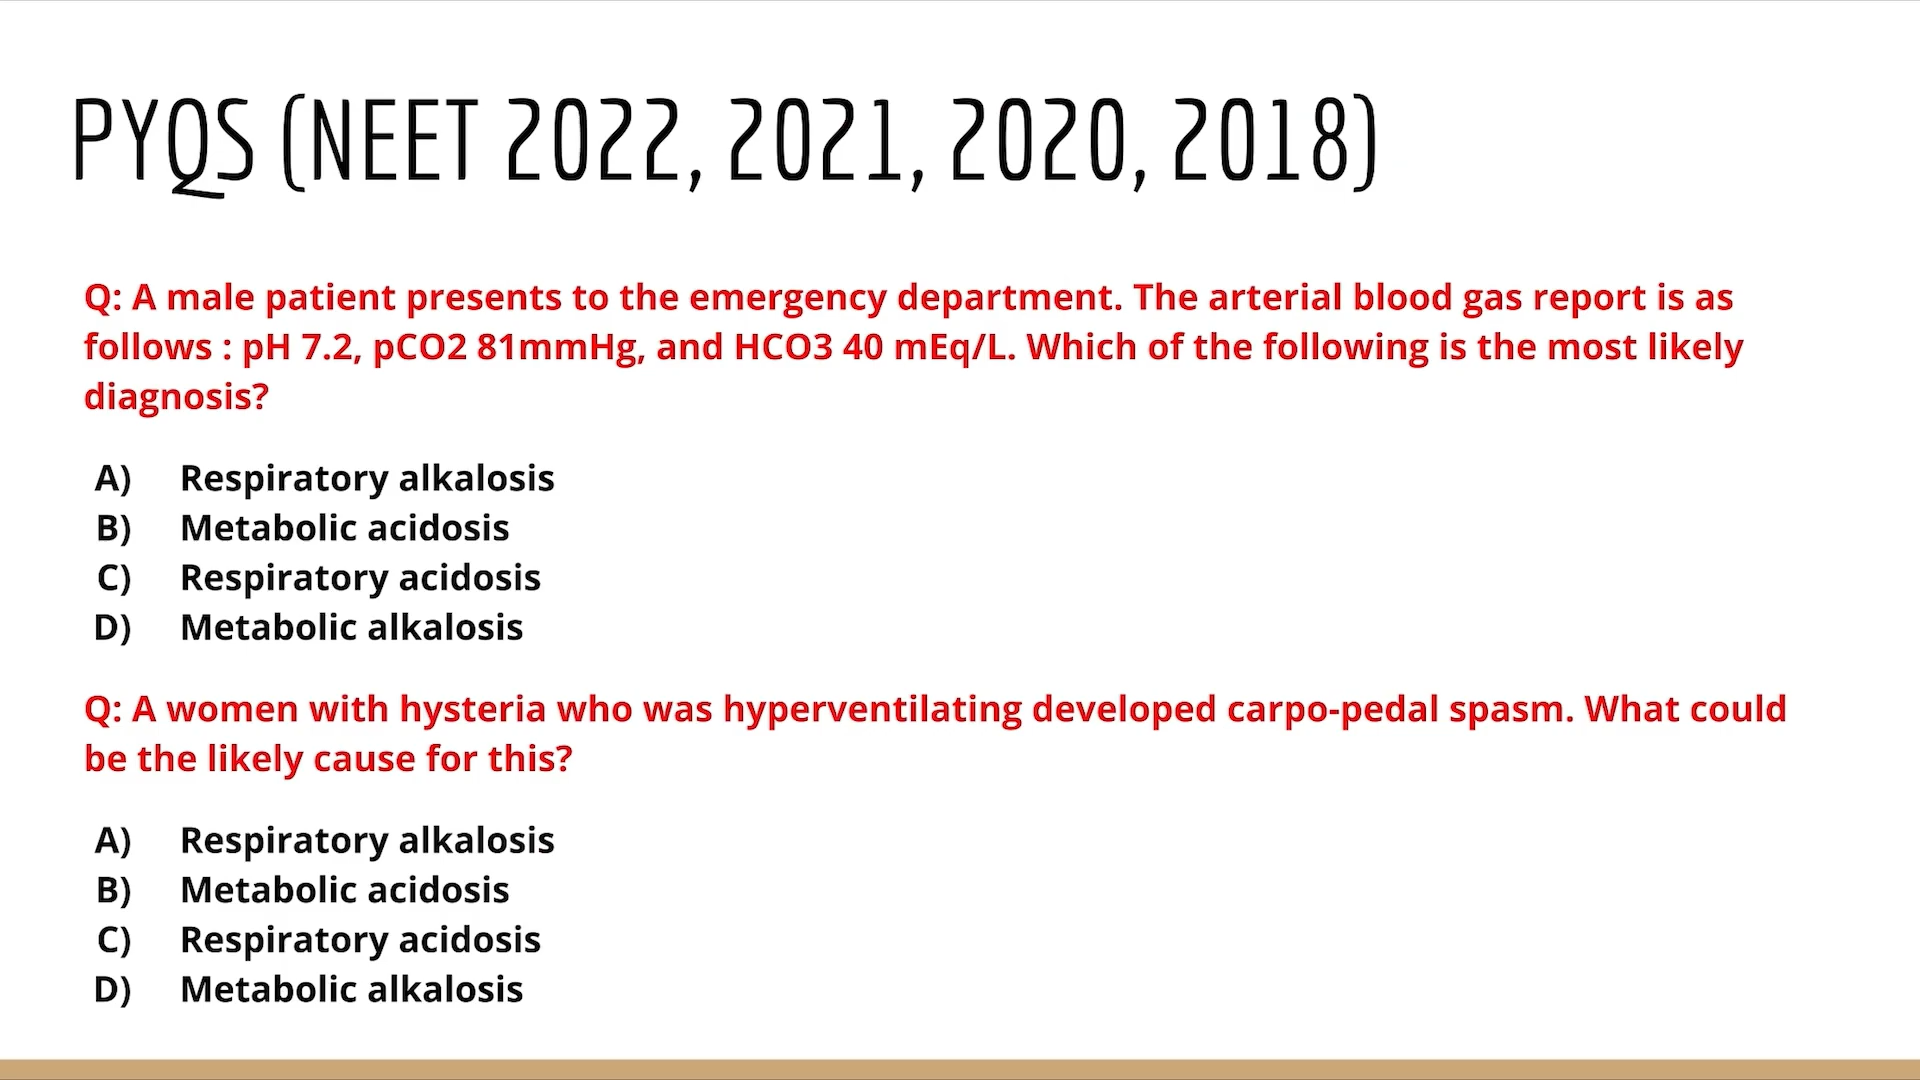 PYQS (NEET 2022, 2021, 2020, 2018)
Q: A male patient presents to the emergency department. The arterial blood gas report is as
follows : pH 7.2, pCO2 81mmHg, and HCO3 40 mEq/L. Which of the following is the most likely
diagnosis?
A) Respiratory alkalosis
B) Metabolic acidosis
C) Respiratory acidosis
D) Metabolic alkalosis
Q: A women with hysteria who was hyperventilating developed carpo-pedal spasm. What could
be the likely cause for this?
A) Respiratory alkalosis
B) Metabolic acidosis
C) Respiratory acidosis
D) Metabolic alkalosis